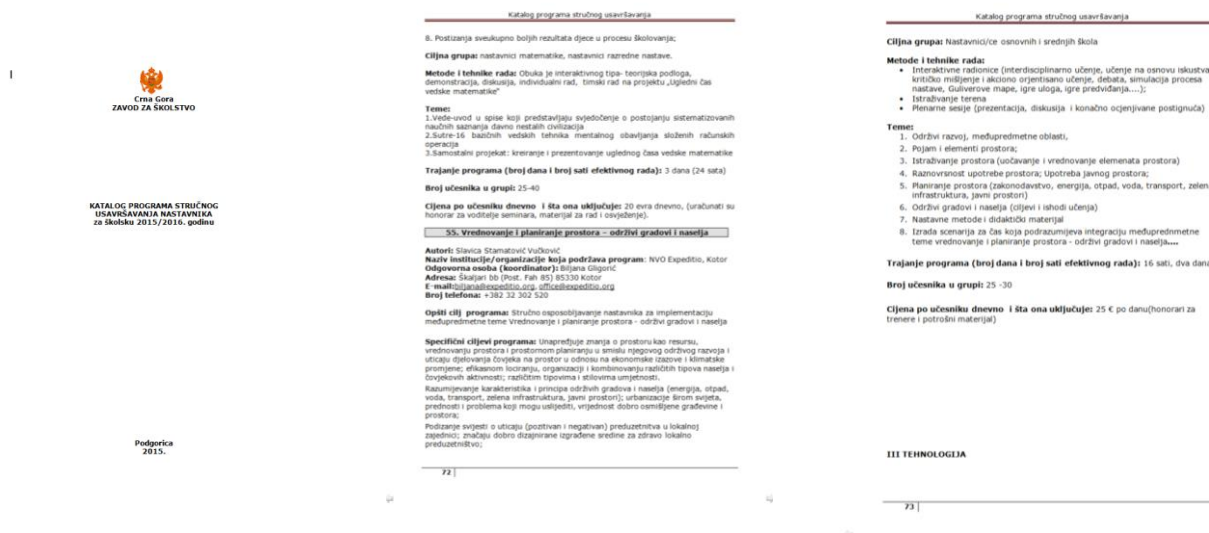 Crna Gora
ZAVOD ZA ŠKOLSTVO
KATALOG PROGRAMA STRUČNOG
USAVRŠAVANJA NASTAVNIKA
za školsku 2015/2016. godinu
Podgorica
2015.
Katalog programa stručnog usavršavanja
8. Postizanja sveukupno boljih rezultata djece u procesu školovanja;
Ciljna grupa: nastavnici matematike, nastavnici razredne nastave.
Metode i tehnike rada: Obuka je interaktivnog tipa- teorijska podloga,
demonstracija, diskusija, individualni rad, timski rad na projektu „Ugledni čas
vedske matematike"
Teme:
1.Vede-uvod u spise koji predstavljaju svjedočenje o postojanju sistematizovanih
naučnih saznanja davno nestalih civilizacija
2.Sutre-16 bazičnih vedskih tehnika mentalnog obavljanja složenih računskih
operacija
3.Samostalni projekat: kreiranje i prezentovanje uglednog časa vedske matematike
Trajanje programa (broj dana i broj sati efektivnog rada): 3 dana (24 sata)
Broj učesnika u grupi: 25-40
Cijena po učesniku dnevno i šta ona uključuje: 20 evra dnevno, (uračunati su
honorar za voditelje seminara, materijal za rad i osvježenje).
55. Vrednovanje i planiranje prostora – održivi gradovi i naselja
Autori: Slavica Stamatović Vučković
Naziv institucije/organizacije koja podržava program: NVO Expeditio, Kotor
Odgovorna osoba (koordinator): Biljana Gligorić
Adresa: Škaljari bb (Post. Fah 85) 85330 Kotor
E-mail:biljana@expeditio.org, office@expeditio.org
Broj telefona: +382 32 302 520
Opšti cilj programa: Stručno osposobljavanje nastavnika za implementaciju
međupredmetne teme Vrednovanje i planiranje prostora - održivi gradovi i naselja
Specifični ciljevi programa: Unapređuje znanja o prostoru kao resursu,
vrednovanju prostora i prostornom planiranju u smislu njegovog održivog razvoja i
uticaju djelovanja čovjeka na prostor u odnosu na ekonomske izazove i klimatske
promjene; efikasnom lociranju, organizaciji i kombinovanju različitih tipova naselja i
čovjekovih aktivnosti; različitim tipovima i stilovima umjetnosti.
Razumijevanje karakteristika i principa održivih gradova i naselja (energija, otpad,
voda, transport, zelena infrastruktura, javni prostori); urbanizacije širom svijeta,
prednosti i problema koji mogu uslijediti, vrijednost dobro osmišljene građevine i
prostora;
Podizanje svijesti o uticaju (pozitivan i negativan) preduzetnitva u lokalnoj
zajednici; značaju dobro dizajnirane izgrađene sredine za zdravo lokalno
preduzetništvo;
72
Katalog programa stručnog usavršavanja
Ciljna grupa: Nastavnici/ce osnovnih i srednjih škola
Metode i tehnike rada:
• Interaktivne radionice (interdisciplinarno učenje, učenje na osnovu iskustva
kritičko mišljenje i akciono orjentisano učenje, debata, simulacija procesa
nastave, Guliverove mape, igre uloga, igre predviđanja....);
• Istraživanje terena
• Plenarne sesije (prezentacija, diskusija i konačno ocjenjivane postignuća)
Teme:
1. Održivi razvoj, međupredmetne oblasti,
2. Pojam i elementi prostora;
3. Istraživanje prostora (uočavanje i vrednovanje elemenata prostora)
4. Raznovrsnost upotrebe prostora; Upotreba javnog prostora;
5. Planiranje prostora (zakonodavstvo, energija, otpad, voda, transport, zelen
infrastruktura, javni prostori)
6. Održivi gradovi i naselja (ciljevi i ishodi učenja)
7. Nastavne metode i didaktički materijal
8. Izrada scenarija za čas koja podrazumijeva integraciju međuprednmetne
teme vrednovanje i planiranje prostora - održivi gradovi i naselja....
Trajanje programa (broj dana i broj sati efektivnog rada): 16 sati, dva dana
Broj učesnika u grupi: 25 -30
Cijena po učesniku dnevno i šta ona uključuje: 25 € po danu(honorari za
trenere i potrošni materijal)
III TEHNOLOGIJA
73